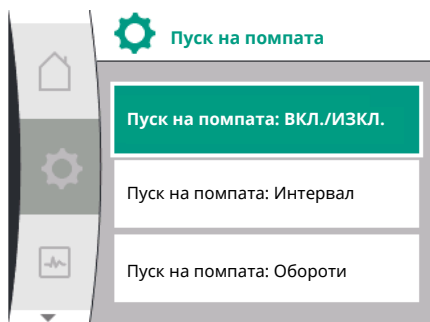 Пуск на помпата
Пуск на помпата: ВКЛ./ИЗКЛ.
Пуск на помпата: Интервал
Пуск на помпата: Обороти